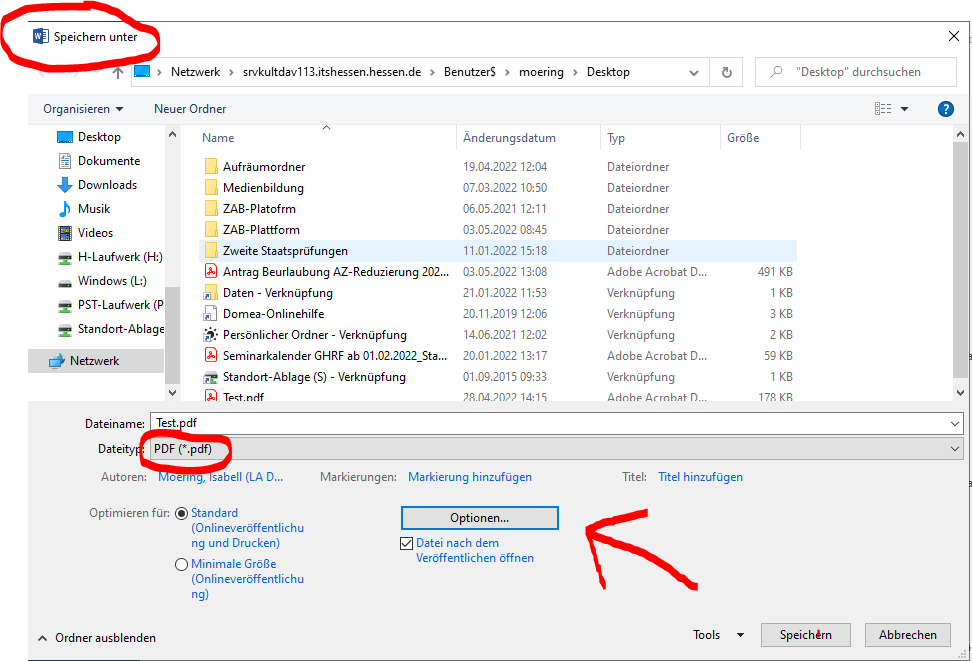 Speichern unter
Netzwerk > srvkultdav113.itshessen.hessen.de > Benutzer$ > moering > Desktop
"Desktop" durchsuchen
Organisieren Neuer Ordner
Name Änderungsdatum Typ Größe
Desktop
Dokumente
Downloads
Musik
Videos
H-Laufwerk (H:)
Windows (L:)
PST-Laufwerk (P
Standort-Ablage
Netzwerk
Aufräumordner 19.04.2022 12:04 Dateiordner
Medienbildung 07.03.2022 10:50 Dateiordner
ZAB-Platofrm 06.05.2021 12:11 Dateiordner
ZAB-Plattform 03.05.2022 08:45 Dateiordner
Zweite Staatsprüfungen 11.01.2022 15:18 Dateiordner
Antrag Beurlaubung AZ-Reduzierung 202... 03.05.2022 13:08 Adobe Acrobat D... 491 KB
Daten - Verknüpfung 21.01.2022 11:53 Verknüpfung 1 KB
Domea-Onlinehilfe 20.11.2019 12:06 Verknüpfung 3 KB
Persönlicher Ordner - Verknüpfung 14.06.2021 12:02 Verknüpfung 2 KB
Seminarkalender GHRF ab 01.02.2022_Sta... 20.01.2022 13:17 Adobe Acrobat D... 59 KB
Standort-Ablage (S) - Verknüpfung 01.09.2015 09:33 Verknüpfung 1 KB
Test.pdf 28.04.2022 14:15 Adobe Acrobat D... 178 KB
Dateiname: Test.pdf
Dateityp: PDF (*.pdf)
Autoren: Moering, Isabell (LA D... Markierungen: Markierung hinzufügen Titel: Titel hinzufügen
Optimieren für: Standard
(Onlineveröffentlichu
ng und Drucken)
Minimale Größe
(Onlineveröffentlichu
ng)
Optionen...
Datei nach dem
Veröffentlichen öffnen
Ordner ausblenden
Tools Speichern Abbrechen